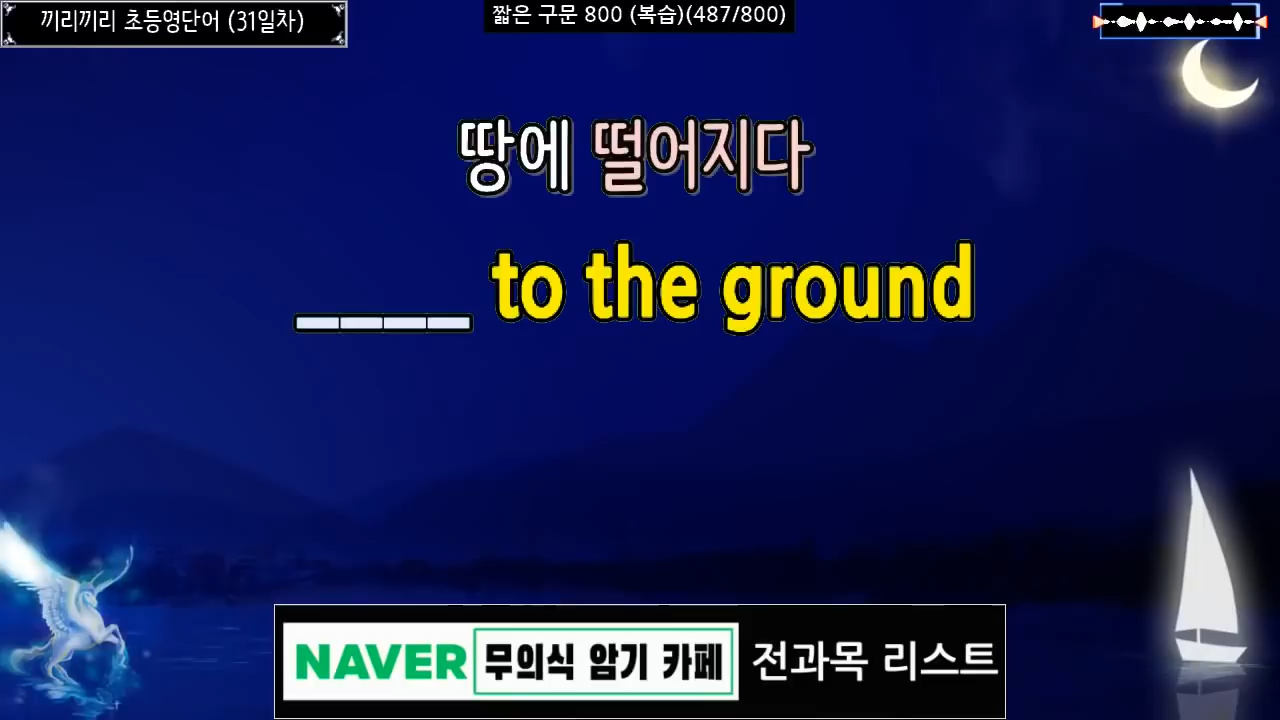 끼리끼리 초등영단어 (31일차)
짧은 구문 800 (복습)(487/800)
땅에 떨어지다
____ to the ground
NAVER 무의식 암기 카페 전과목 리스트